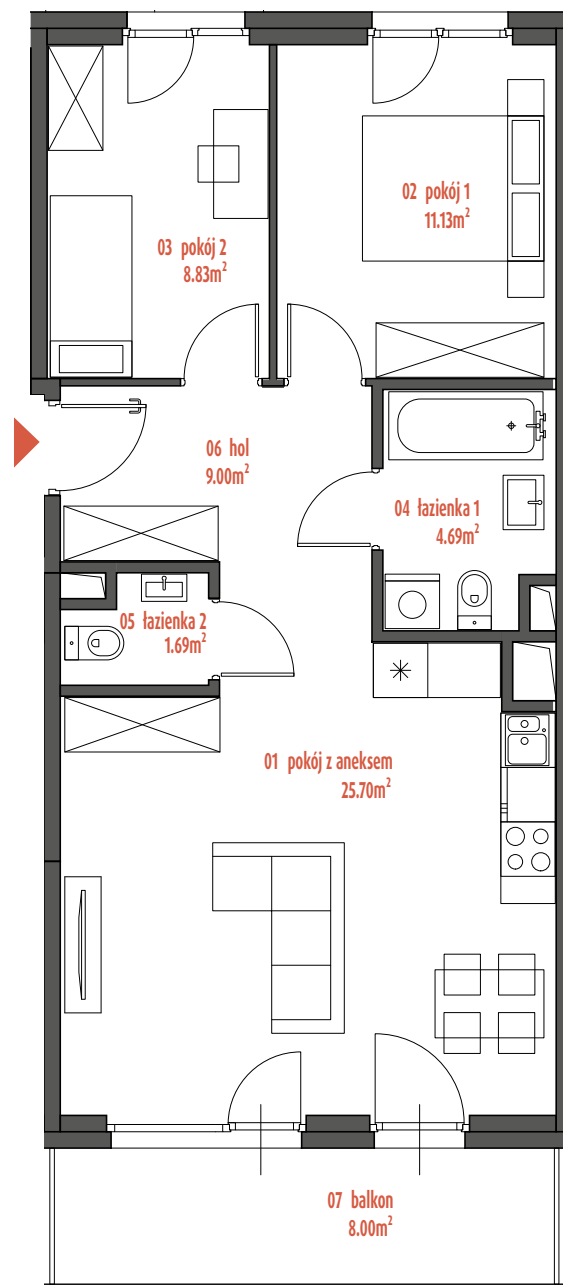 02 pokój 1
11.13m²
03 pokój 2
8.83m²
06 hol
9.00m²
04 łazienka 1
4.69m²
05 łazienka 2
1.69m²
01 pokój z aneksem
25.70m²
07 balkon
8.00m²